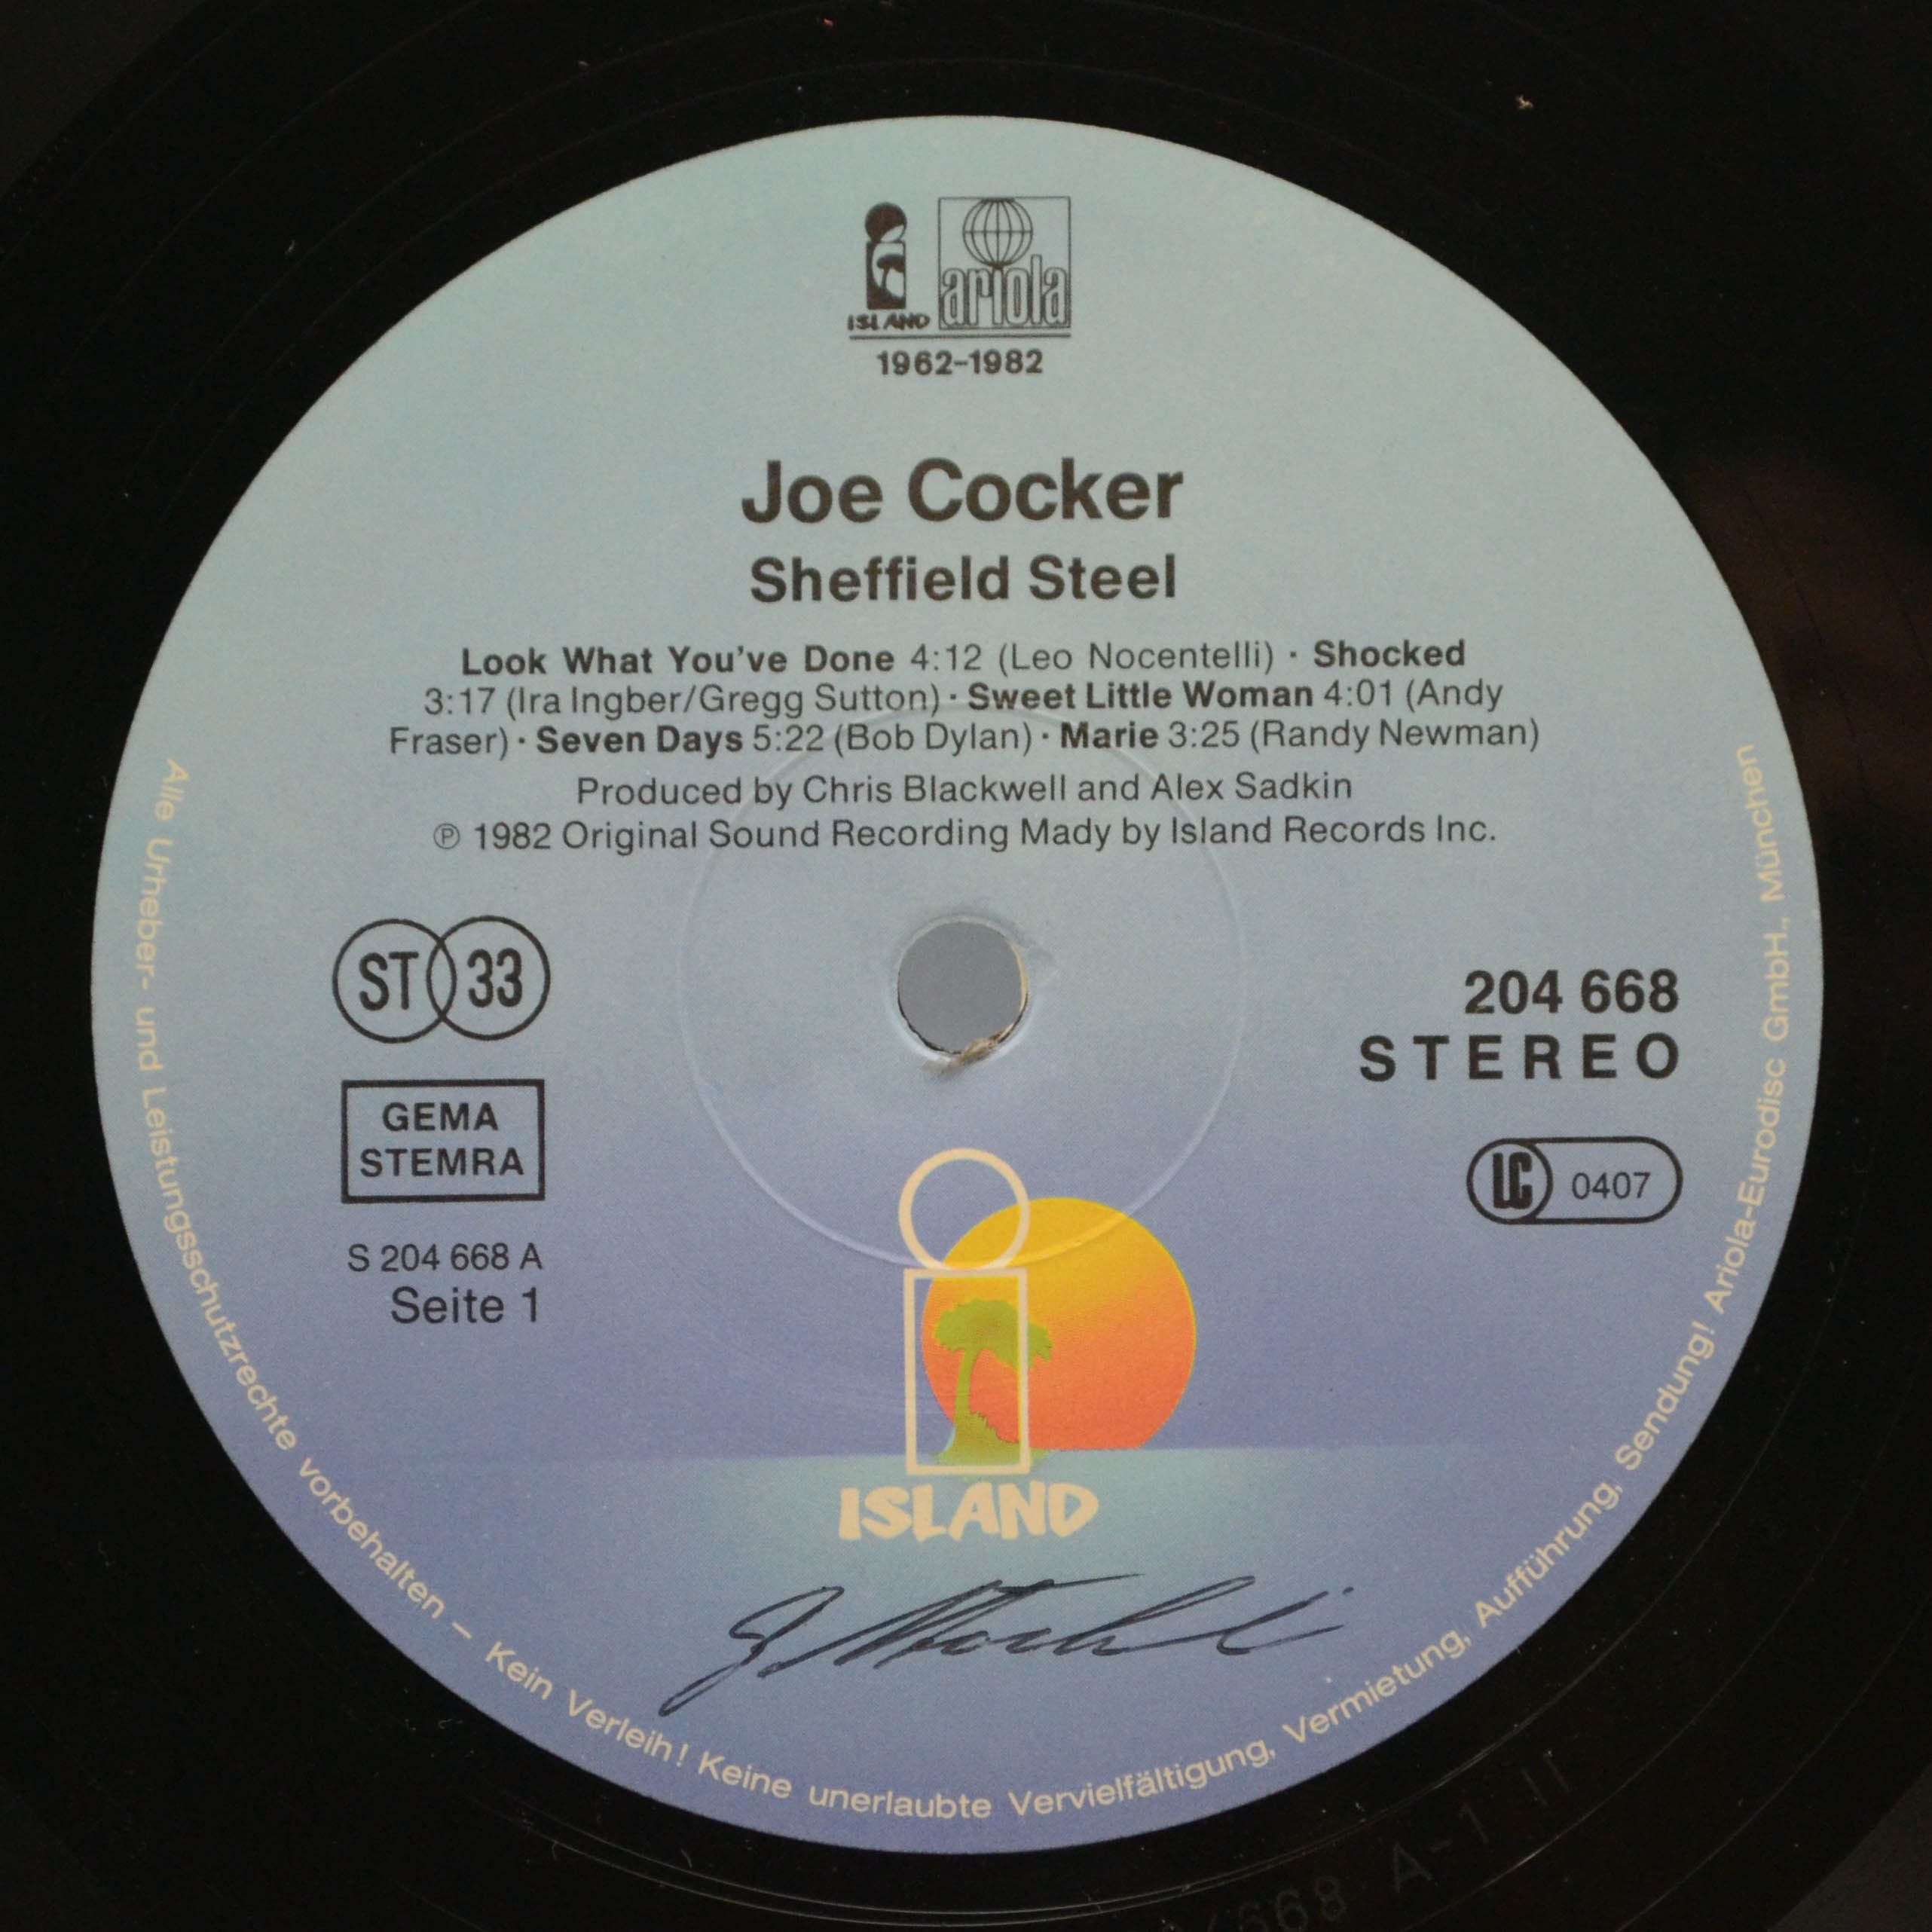 ISLAND ariola
1962-1982
Joe Cocker
Sheffield Steel
Look What You've Done 4:12 (Leo Nocentelli) · Shocked
3:17 (Ira Ingber/Gregg Sutton) · Sweet Little Woman 4:01 (Andy
Fraser) · Seven Days 5:22 (Bob Dylan) · Marie 3:25 (Randy Newman)
Produced by Chris Blackwell and Alex Sadkin
℗ 1982 Original Sound Recording Mady by Island Records Inc.
ST 33
GEMA
STEMRA
S 204 668 A
Seite 1
204 668
STEREO
LC 0407
ISLAND
Alle Urheber- und Leistungsschutzrechte vorbehalten – Kein Verleih! Keine unerlaubte Vervielfältigung, Vermietung, Aufführung, Sendung! Ariola-Eurodisc GmbH., München
668 A-1